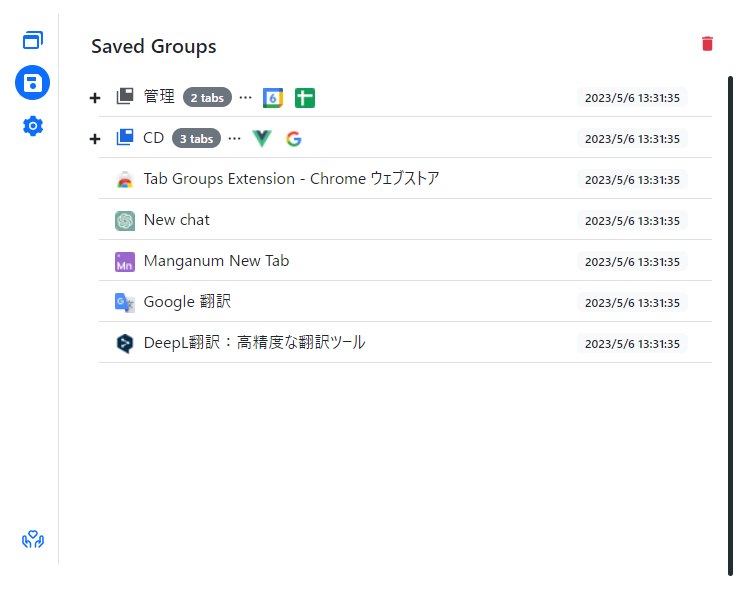 Saved Groups
管理 2 tabs ... 6 2023/5/6 13:31:35
CD 3 tabs ... 2023/5/6 13:31:35
Tab Groups Extension - Chrome ウェブストア 2023/5/6 13:31:35
New chat 2023/5/6 13:31:35
Mn Manganum New Tab 2023/5/6 13:31:35
Google 翻訳 2023/5/6 13:31:35
DeepL翻訳：高精度な翻訳ツール 2023/5/6 13:31:35